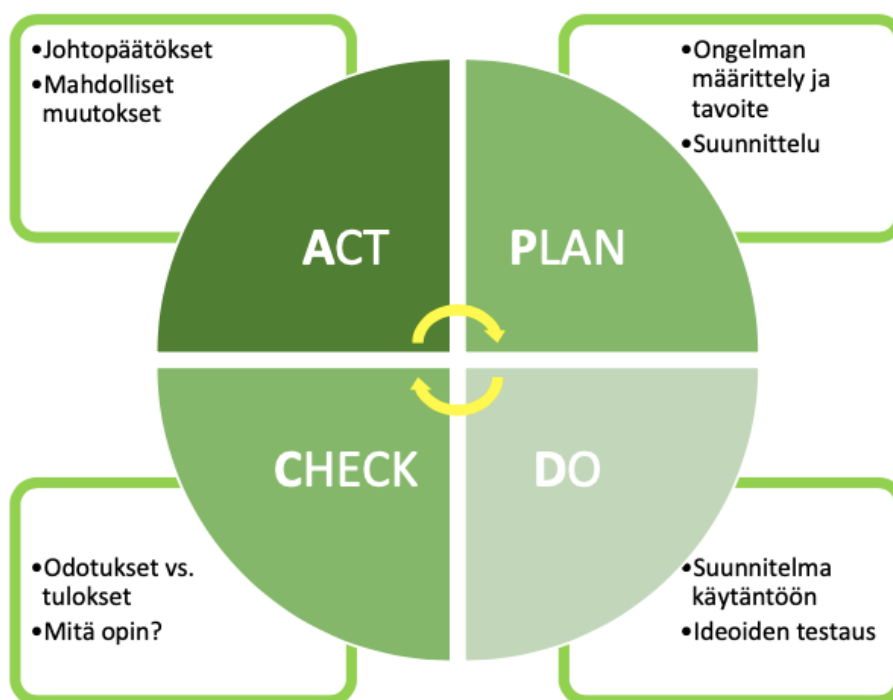 •Johtopäätökset
•Mahdolliset
muutokset
•Ongelman
määrittely ja
tavoite
•Suunnittelu
ACT
PLAN
CHECK
DO
•Odotukset vs.
tulokset
•Mitä opin?
•Suunnitelma
käytäntöön
•Ideoiden testaus